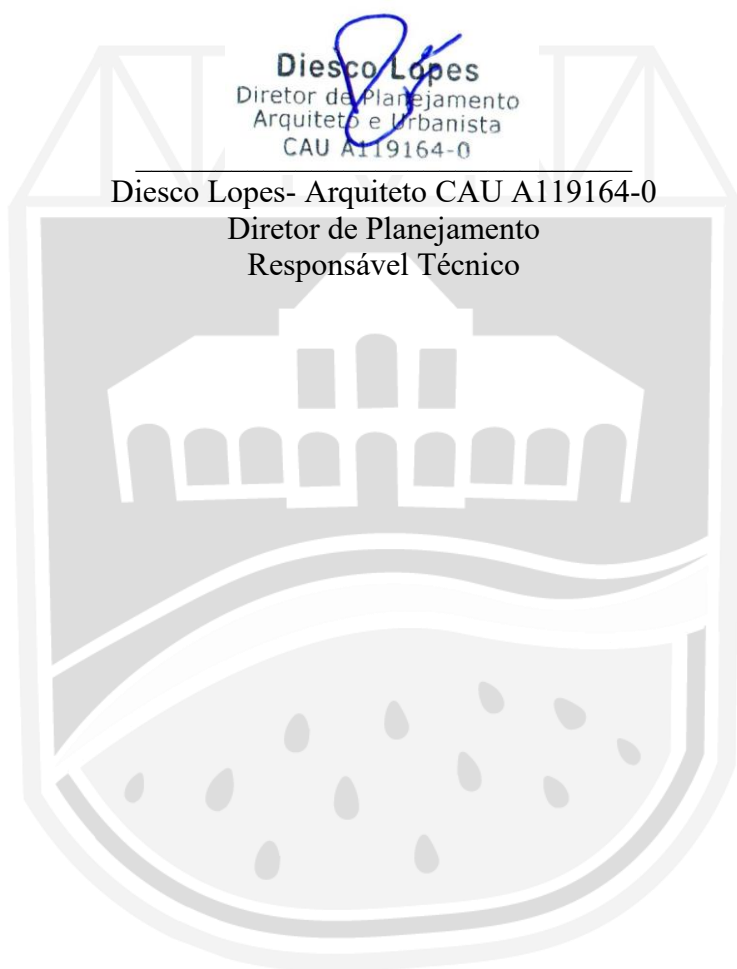 Diesco Lopes
Diretor de Planejamento
Arquiteto e Urbanista
CAU A119164-0
Diesco Lopes- Arquiteto CAU A119164-0
Diretor de Planejamento
Responsável Técnico